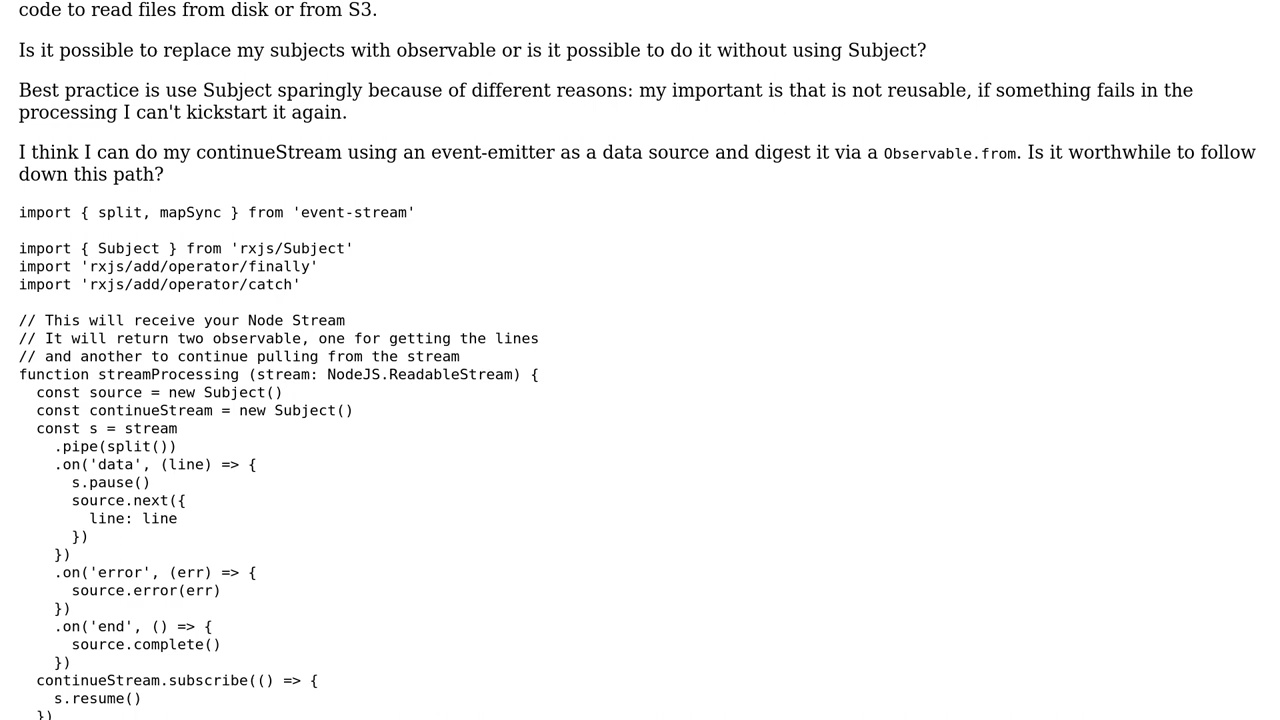 code to read files from disk or from S3.
Is it possible to replace my subjects with observable or is it possible to do it without using Subject?
Best practice is use Subject sparingly because of different reasons: my important is that is not reusable, if something fails in the
processing I can't kickstart it again.
I think I can do my continueStream using an event-emitter as a data source and digest it via a Observable.from. Is it worthwhile to follow
down this path?
import { split, mapSync } from 'event-stream'
import { Subject } from 'rxjs/Subject'
import 'rxjs/add/operator/finally'
import 'rxjs/add/operator/catch'
// This will receive your Node Stream
// It will return two observable, one for getting the lines
// and another to continue pulling from the stream
function streamProcessing (stream: NodeJS.ReadableStream) {
  const source = new Subject()
  const continueStream = new Subject()
  const s = stream
    .pipe(split())
    .on('data', (line) => {
      s.pause()
      source.next({
        line: line
      })
    })
    .on('error', (err) => {
      source.error(err)
    })
    .on('end', () => {
      source.complete()
    })
  continueStream.subscribe(() => {
    s.resume()
  })